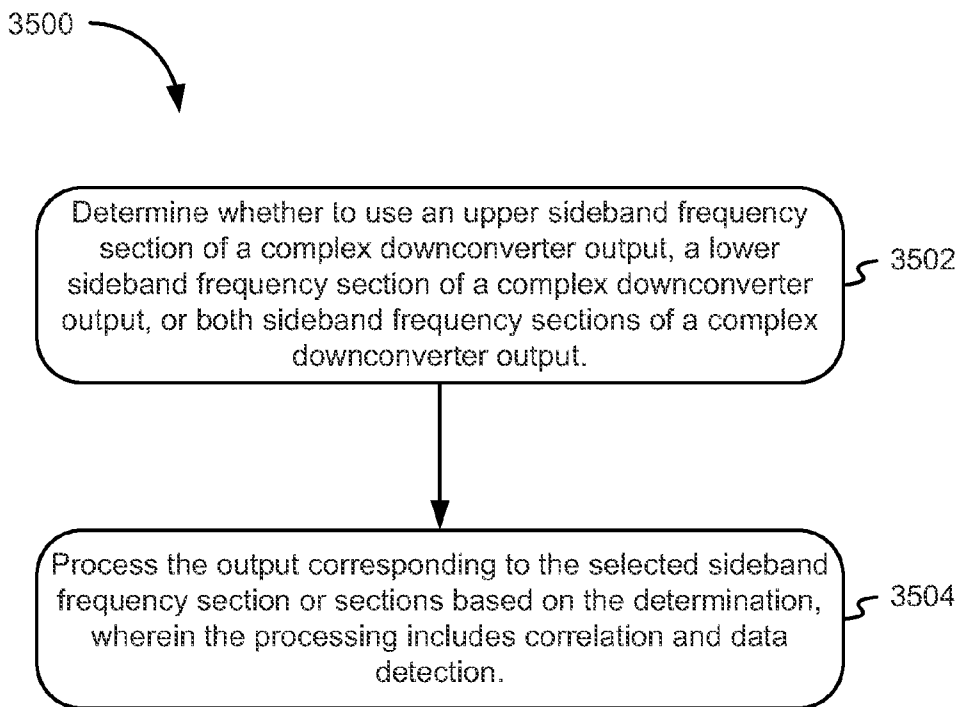 3500
Determine whether to use an upper sideband frequency
section of a complex downconverter output, a lower
sideband frequency section of a complex downconverter
output, or both sideband frequency sections of a complex
downconverter output.
3502
Process the output corresponding to the selected sideband
frequency section or sections based on the determination,
wherein the processing includes correlation and data
detection.
3504